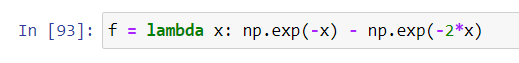 In [93]: f = lambda x: np.exp(-x) - np.exp(-2*x)